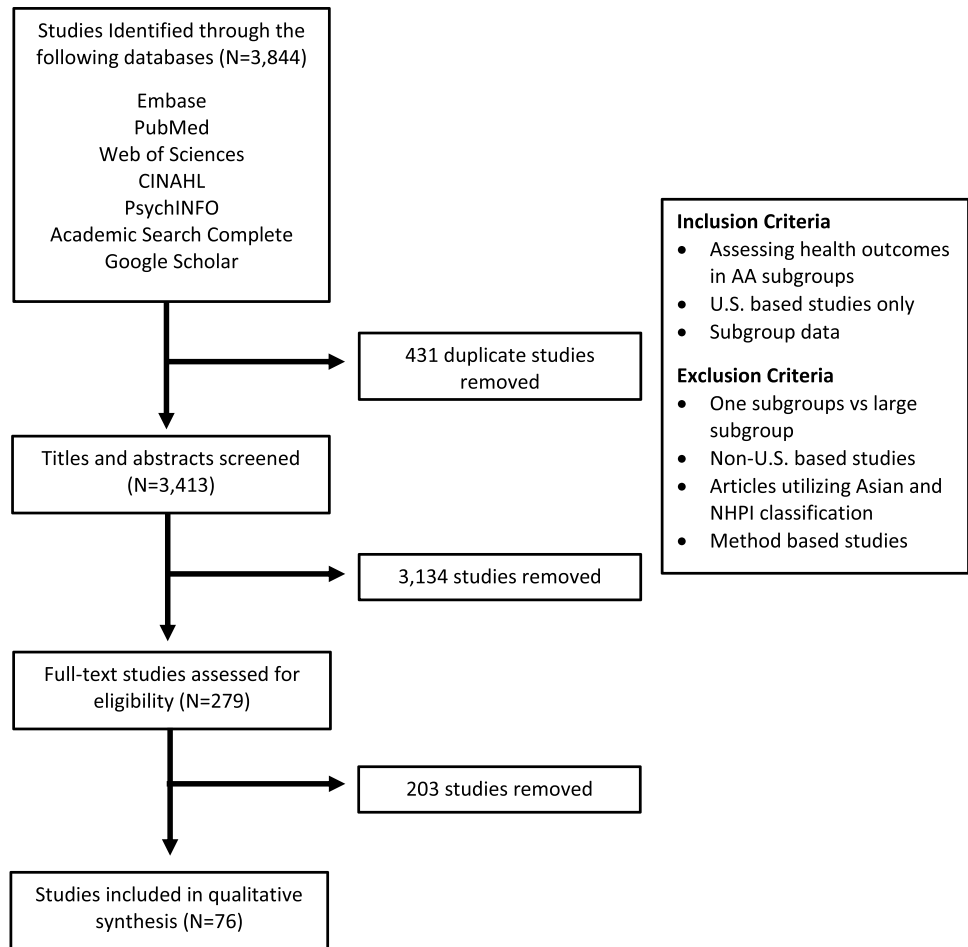 Studies Identified through the
following databases (N=3,844)
Embase
PubMed
Web of Sciences
CINAHL
PsychINFO
Academic Search Complete
Google Scholar
431 duplicate studies
removed
Titles and abstracts screened
(N=3,413)
3,134 studies removed
Full-text studies assessed for
eligibility (N=279)
203 studies removed
Studies included in qualitative
synthesis (N=76)
Inclusion Criteria
• Assessing health outcomes
in AA subgroups
• U.S. based studies only
• Subgroup data
Exclusion Criteria
• One subgroups vs large
subgroup
• Non-U.S. based studies
• Articles utilizing Asian and
NHPI classification
• Method based studies